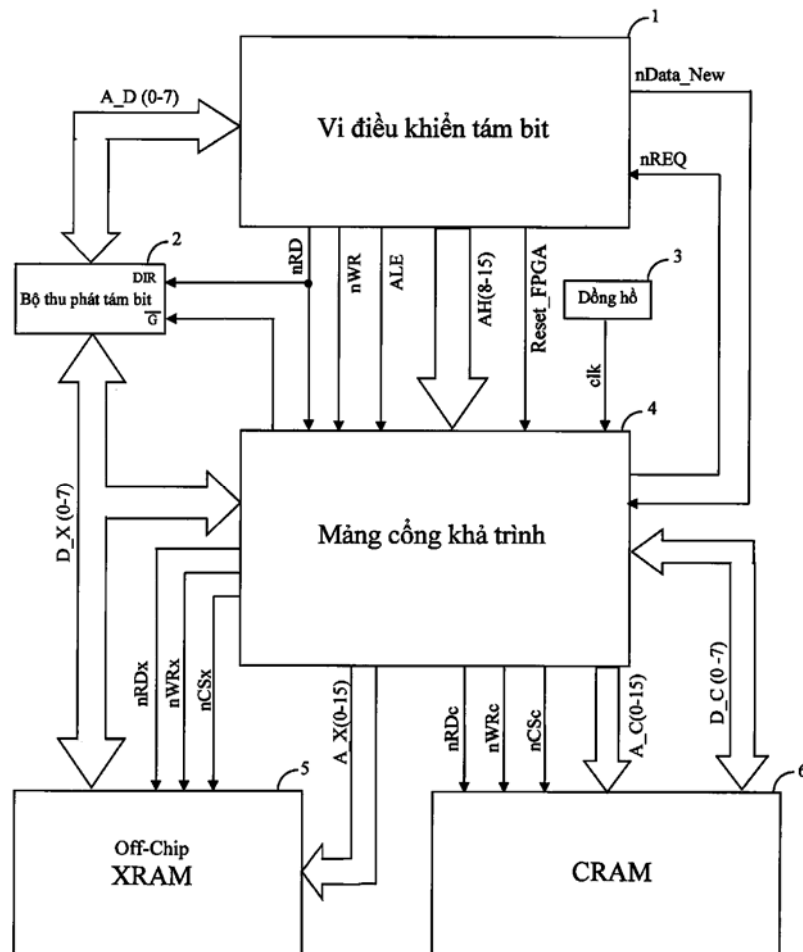 1
nData_New
A_D (0-7)
Vi điều khiển tám bit
nREQ
2
nRD
nWR
ALE
AH(8-15)
Reset_FPGA
3
DIR
Bộ thu phát tám bit
G
Dồng hồ
clk
4
D_X (0-7)
Mảng cổng khả trình
nRDx
nWRx
nCSx
A_X(0-15)
nRDc
nWRc
nCSc
A_C(0-15)
D_C (0-7)
5
6
Off-Chip
XRAM
CRAM